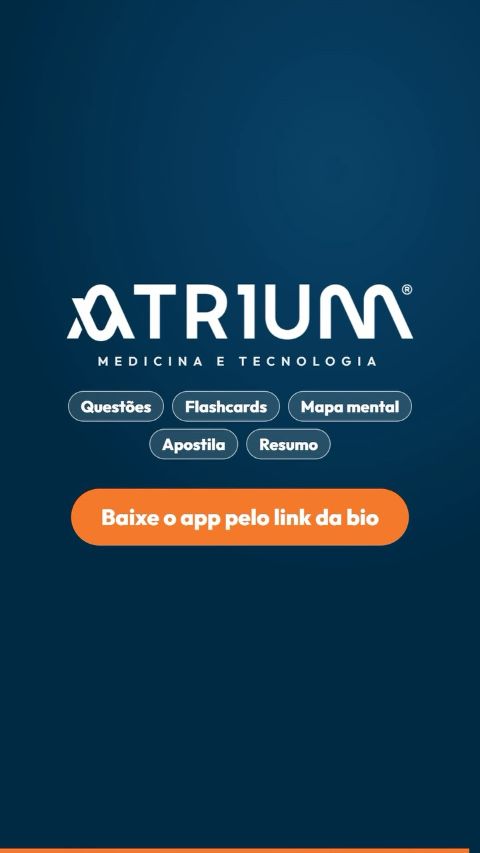 ATRIUM®
MEDICINA E TECNOLOGIA
Questões Flashcards Mapa mental
Apostila Resumo
Baixe o app pelo link da bio